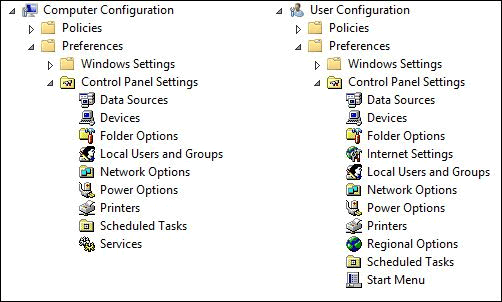 Computer Configuration
Policies
Preferences
Windows Settings
Control Panel Settings
Data Sources
Devices
Folder Options
Local Users and Groups
Network Options
Power Options
Printers
Scheduled Tasks
Services
User Configuration
Policies
Preferences
Windows Settings
Control Panel Settings
Data Sources
Devices
Folder Options
Internet Settings
Local Users and Groups
Network Options
Power Options
Printers
Regional Options
Scheduled Tasks
Start Menu